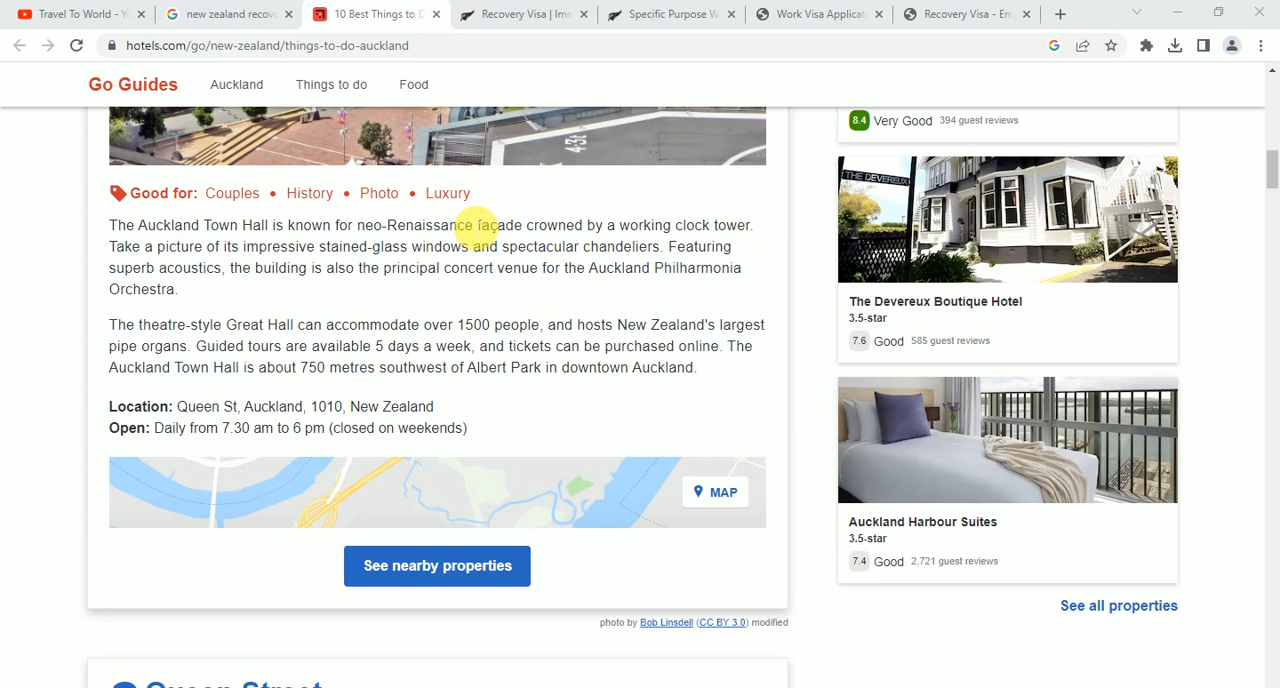 Travel To World - Y
new zealand recov
10 Best Things to D
Recovery Visa | Im
Specific Purpose W
Work Visa Applicat
Recovery Visa - Em
hotels.com/go/new-zealand/things-to-do-auckland
Go Guides
Auckland
Things to do
Food
Good for: Couples • History • Photo • Luxury
The Auckland Town Hall is known for neo-Renaissance façade crowned by a working clock tower.
Take a picture of its impressive stained-glass windows and spectacular chandeliers. Featuring
superb acoustics, the building is also the principal concert venue for the Auckland Philharmonia
Orchestra.
The theatre-style Great Hall can accommodate over 1500 people, and hosts New Zealand's largest
pipe organs. Guided tours are available 5 days a week, and tickets can be purchased online. The
Auckland Town Hall is about 750 metres southwest of Albert Park in downtown Auckland.
Location: Queen St, Auckland, 1010, New Zealand
Open: Daily from 7.30 am to 6 pm (closed on weekends)
MAP
See nearby properties
photo by Bob Linsdell (CC BY 3.0) modified
8.4 Very Good 394 guest reviews
THE DEVEREUX
The Devereux Boutique Hotel
3.5-star
7.6 Good 585 guest reviews
Auckland Harbour Suites
3.5-star
7.4 Good 2,721 guest reviews
See all properties
Queen Street